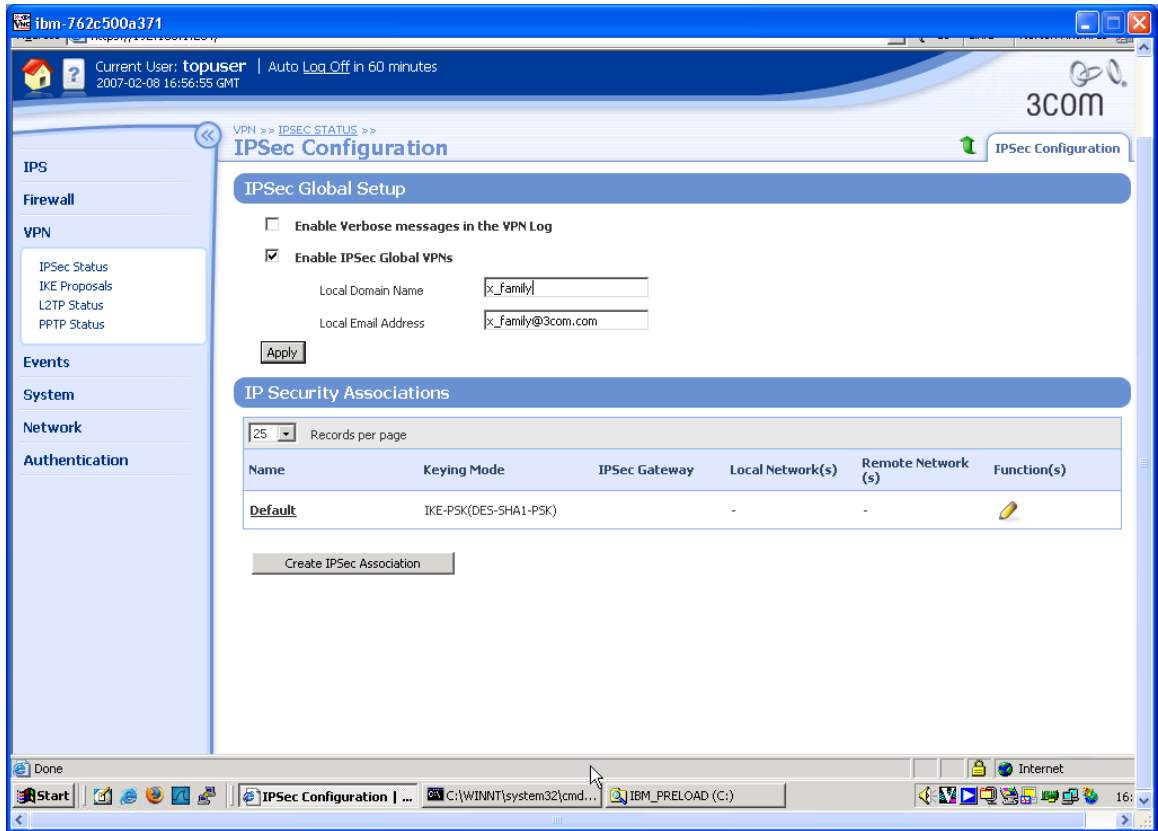 ibm-762c500a371
Current User: topuser | Auto Log Off in 60 minutes
2007-02-08 16:56:55 GMT
3COM
VPN >> IPSEC STATUS >>
IPSec Configuration
IPSec Configuration
IPS
Firewall
VPN
IPSec Status
IKE Proposals
L2TP Status
PPTP Status
Events
System
Network
Authentication
IPSec Global Setup
Enable Verbose messages in the VPN Log
Enable IPSec Global VPNs
Local Domain Name x_family
Local Email Address x_family@3com.com
Apply
IP Security Associations
25 Records per page
Name Keying Mode IPSec Gateway Local Network(s) Remote Network(s) Function(s)
Default IKE-PSK(DES-SHA1-PSK) - -
Create IPSec Association
Done
Internet
Start IPSec Configuration | ... C:\WINNT\system32\cmd... IBM_PRELOAD (C:) 16: